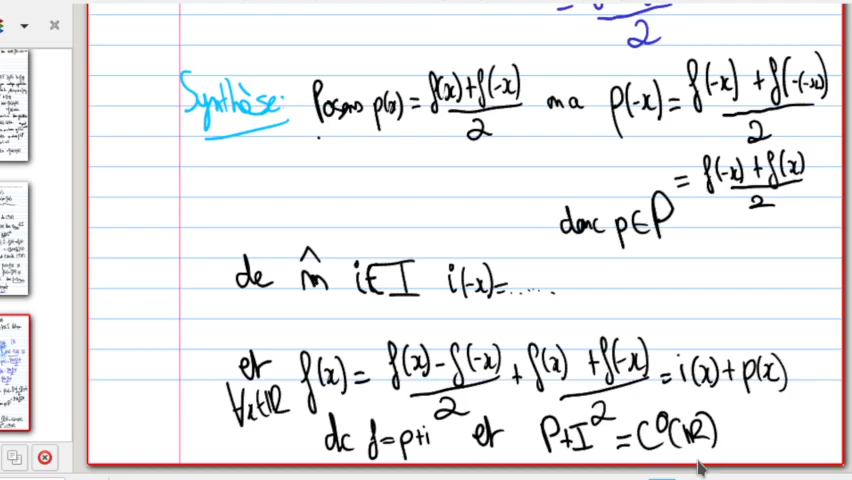 2
Synthèse: Posons p(x) = f(x) + f(-x) / 2 on a p(-x) = f(-x) + f(-(-x)) / 2
= f(-x) + f(x) / 2
donc p ∈ P
de m̂ i ∈ I i(-x) = ......
et ∀x∈ℝ f(x) = f(x) - f(-x) / 2 + f(x) + f(-x) / 2 = i(x) + p(x)
dc f = p+i et P+I = C⁰(ℝ)